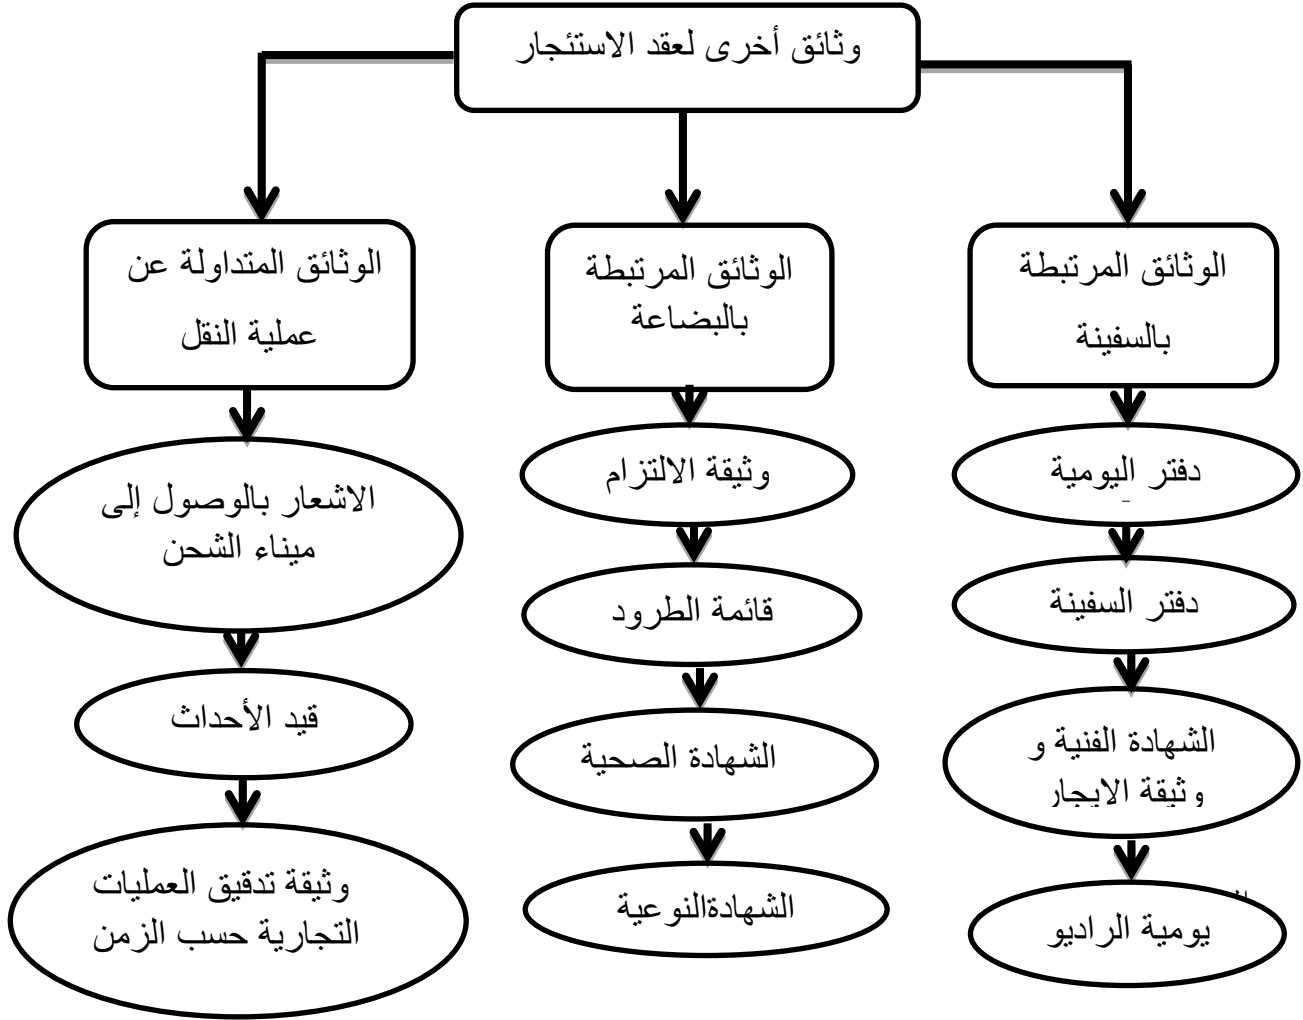 وثائق أخرى لعقد الاستئجار
الوثائق المرتبطة
بالسفينة
دفتر اليومية
دفتر السفينة
الشهادة الفنية و
وثيقة الايجار
يومية الراديو
الوثائق المرتبطة
بالبضاعة
وثيقة الالتزام
قائمة الطرود
الشهادة الصحية
الشهادةالنوعية
الوثائق المتداولة عن
عملية النقل
الاشعار بالوصول إلى
ميناء الشحن
قيد الأحداث
وثيقة تدقيق العمليات
التجارية حسب الزمن